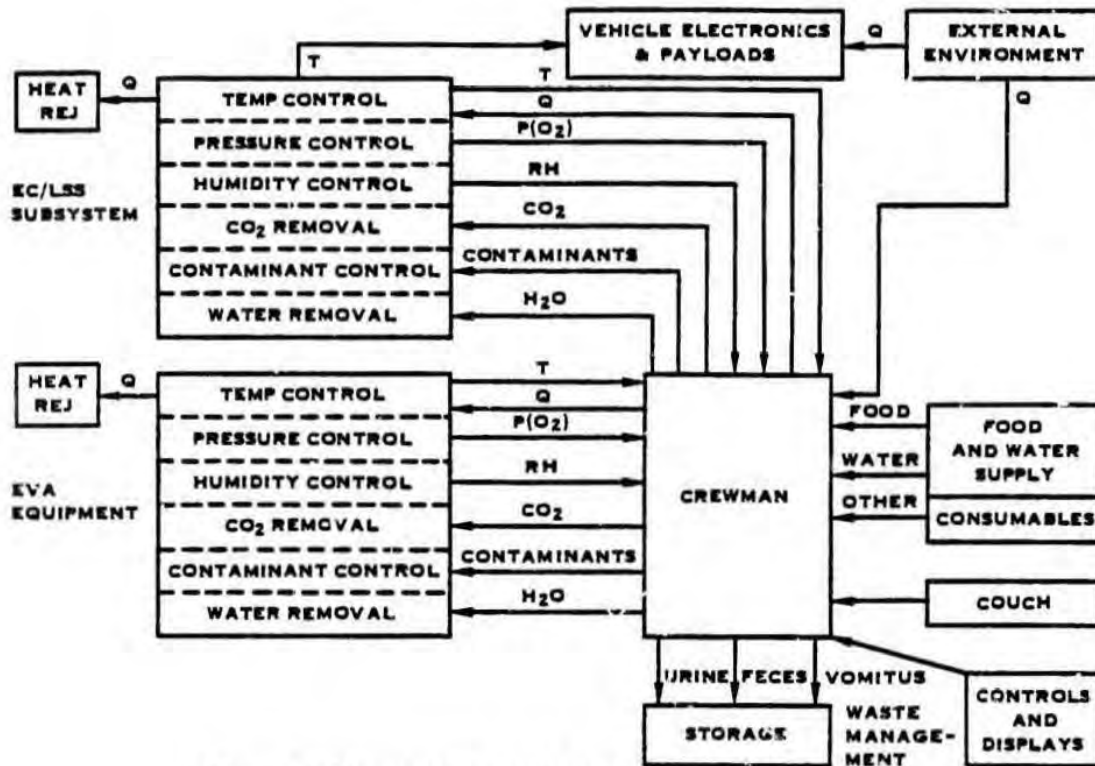 VEHICLE ELECTRONICS
& PAYLOADS
Q
EXTERNAL
ENVIRONMENT
T
Q
HEAT
REJ
Q
TEMP CONTROL
PRESSURE CONTROL
HUMIDITY CONTROL
CO₂ REMOVAL
CONTAMINANT CONTROL
WATER REMOVAL
EC/LSS
SUBSYSTEM
T
Q
P(O₂)
RH
CO₂
CONTAMINANTS
H₂O
HEAT
REJ
Q
TEMP CONTROL
PRESSURE CONTROL
HUMIDITY CONTROL
CO₂ REMOVAL
CONTAMINANT CONTROL
WATER REMOVAL
EVA
EQUIPMENT
T
Q
P(O₂)
RH
CO₂
CONTAMINANTS
H₂O
CREWMAN
FOOD
WATER
OTHER
FOOD
AND WATER
SUPPLY
CONSUMABLES
COUCH
CONTROLS
AND
DISPLAYS
URINE FECES VOMITUS
STORAGE
WASTE
MANAGE-
MENT